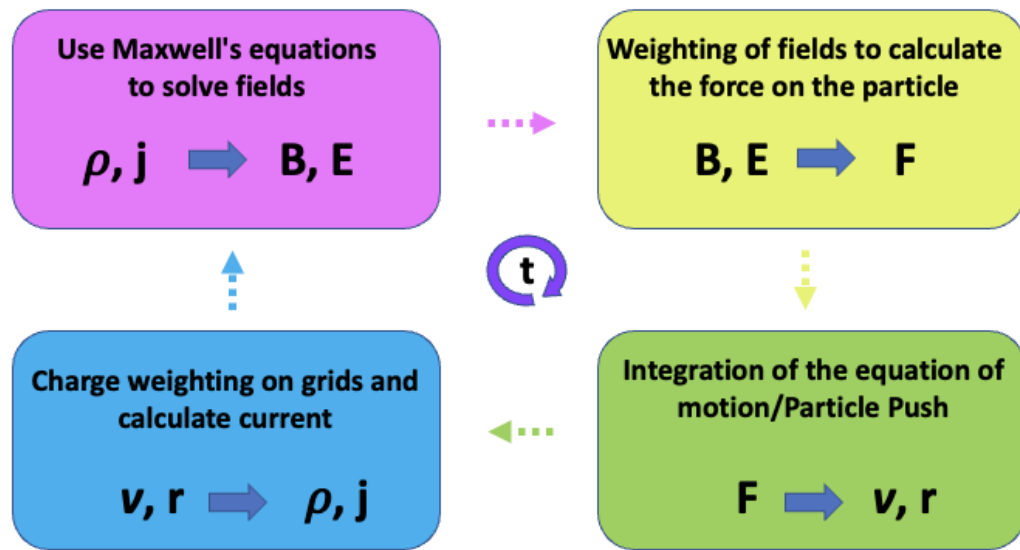 Use Maxwell's equations
to solve fields
ρ, j B, E
Weighting of fields to calculate
the force on the particle
B, E F
t
Charge weighting on grids and
calculate current
v, r ρ, j
Integration of the equation of
motion/Particle Push
F v, r